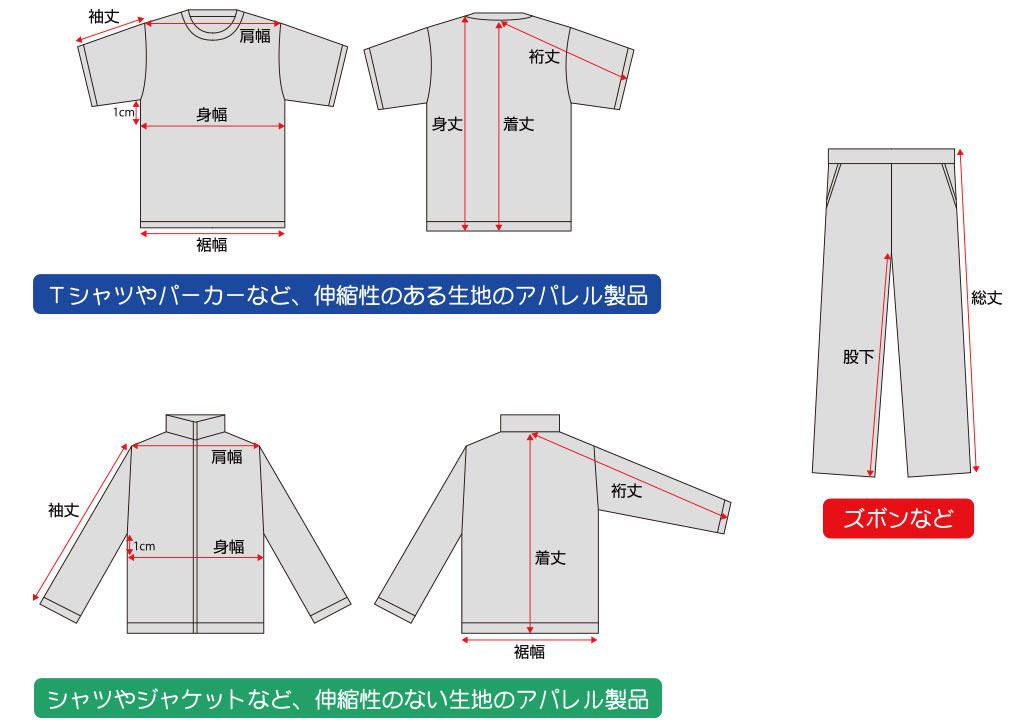 袖丈
肩幅
1cm
身幅
裾幅
裄丈
身丈
着丈
Tシャツやパーカーなど、伸縮性のある生地のアパレル製品
総丈
股下
ズボンなど
肩幅
袖丈
1cm
身幅
裄丈
着丈
裾幅
シャツやジャケットなど、伸縮性のない生地のアパレル製品